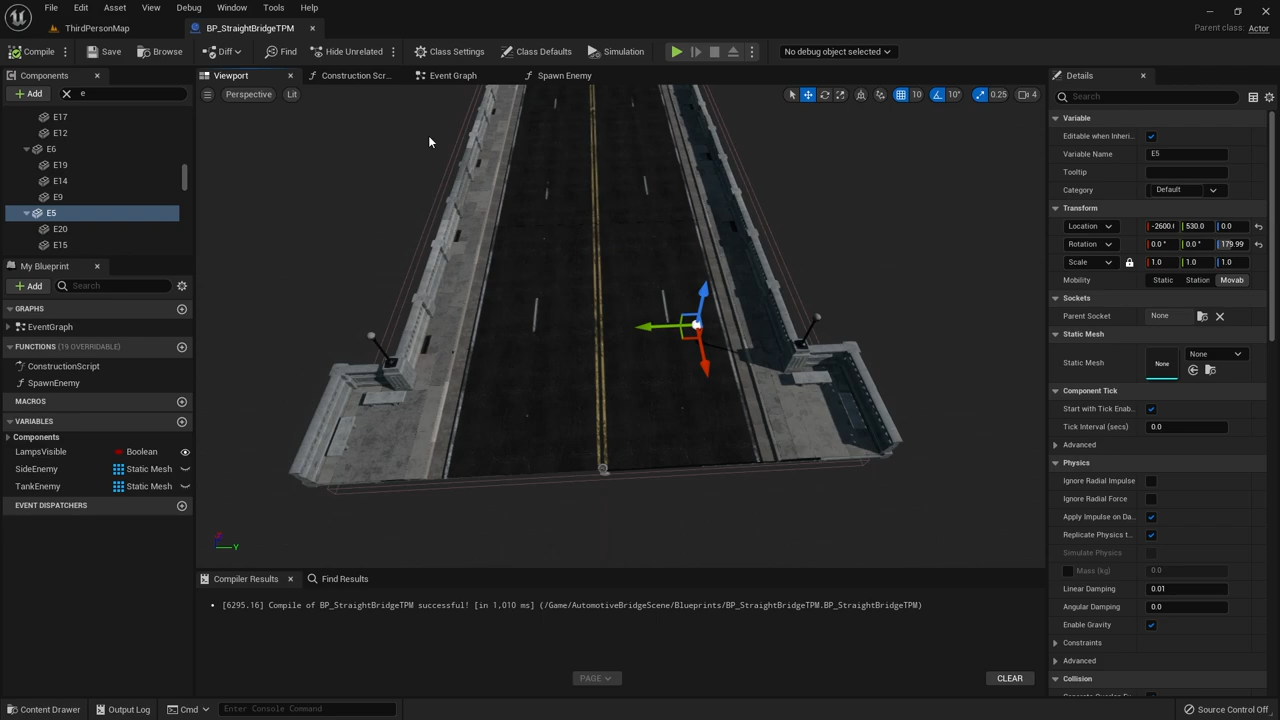 File Edit Asset View Debug Window Tools Help
ThirdPersonMap
BP_StraightBridgeTPM
Parent class: Actor
Compile
Save
Browse
Diff
Find
Hide Unrelated
Class Settings
Class Defaults
Simulation
No debug object selected
Components
Add
e
E17
E12
E6
E19
E14
E9
E5
E20
E15
My Blueprint
Add
Search
GRAPHS
EventGraph
FUNCTIONS (19 OVERRIDABLE)
ConstructionScript
SpawnEnemy
MACROS
VARIABLES
Components
LampsVisible Boolean
SideEnemy Static Mesh
TankEnemy Static Mesh
EVENT DISPATCHERS
Viewport
Construction Scr...
Event Graph
Spawn Enemy
Perspective
Lit
10
10°
0.25
4
Y
Compiler Results
Find Results
[6295.16] Compile of BP_StraightBridgeTPM successful! [in 1,010 ms] (/Game/AutomotiveBridgeScene/Blueprints/BP_StraightBridgeTPM.BP_StraightBridgeTPM)
PAGE
CLEAR
Details
Search
Variable
Editable when Inheri...
Variable Name E5
Tooltip
Category Default
Transform
Location -2600.( 530.0 0.0
Rotation 0.0 ° 0.0 ° 179.99
Scale 1.0 1.0 1.0
Mobility Static Station Movab
Sockets
Parent Socket None
Static Mesh
Static Mesh None None
Component Tick
Start with Tick Enab...
Tick Interval (secs) 0.0
Advanced
Physics
Ignore Radial Impulse
Ignore Radial Force
Apply Impulse on Da...
Replicate Physics t...
Simulate Physics
Mass (kg) 0.0
Linear Damping 0.01
Angular Damping 0.0
Enable Gravity
Constraints
Advanced
Collision
Content Drawer
Output Log
Cmd
Enter Console Command
Source Control Off